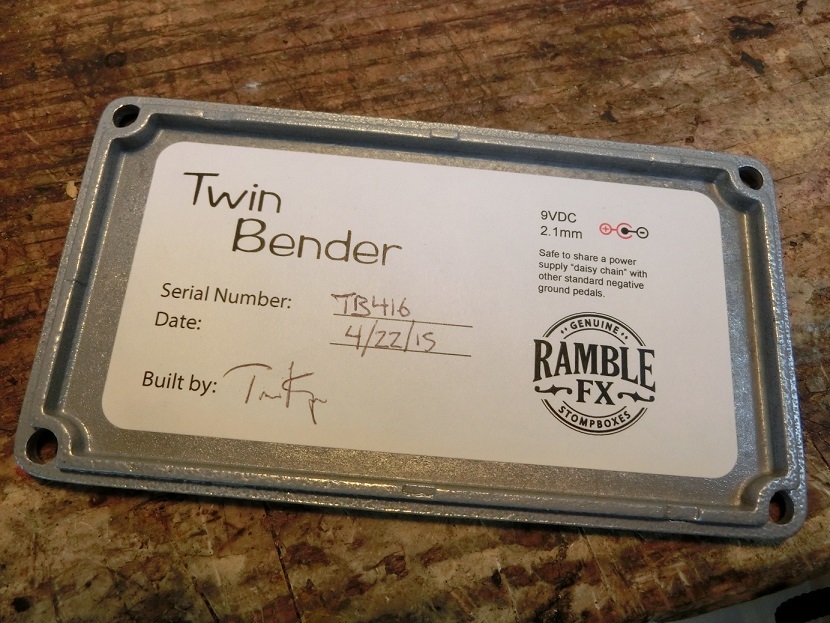 Twin
Bender
Serial Number: TB416
Date: 4/22/15
Built by:
9VDC
2.1mm
Safe to share a power
supply "daisy chain" with
other standard negative
ground pedals.
GENUINE
RAMBLE
FX
STOMPBOXES